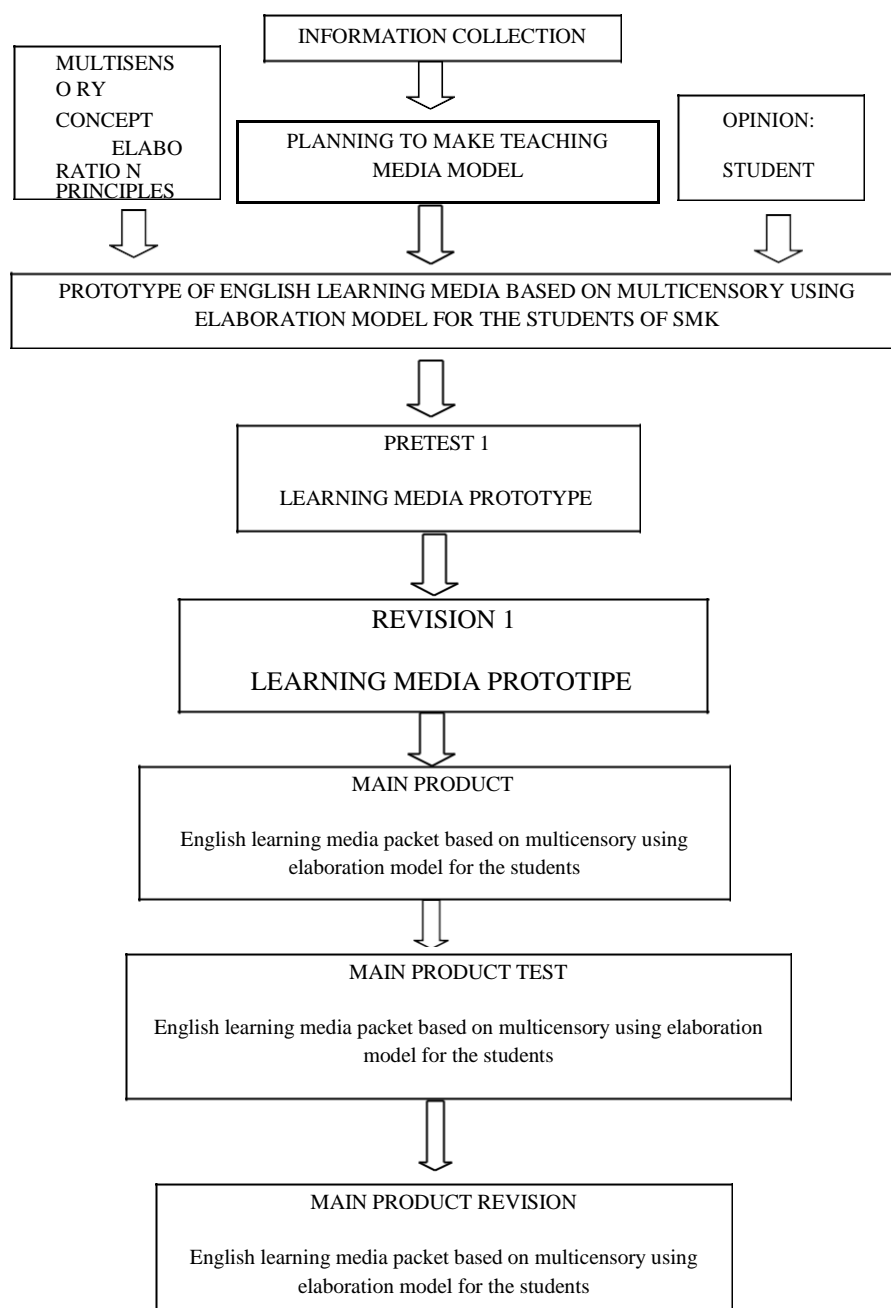 INFORMATION COLLECTION
MULTISENS
O RY
CONCEPT
ELABO
RATIO N
PRINCIPLES
PLANNING TO MAKE TEACHING
MEDIA MODEL
OPINION:
STUDENT
PROTOTYPE OF ENGLISH LEARNING MEDIA BASED ON MULTICENSORY USING
ELABORATION MODEL FOR THE STUDENTS OF SMK
PRETEST 1
LEARNING MEDIA PROTOTYPE
REVISION 1
LEARNING MEDIA PROTOTIPE
MAIN PRODUCT
English learning media packet based on multicensory using
elaboration model for the students
MAIN PRODUCT TEST
English learning media packet based on multicensory using elaboration
model for the students
MAIN PRODUCT REVISION
English learning media packet based on multicensory using
elaboration model for the students